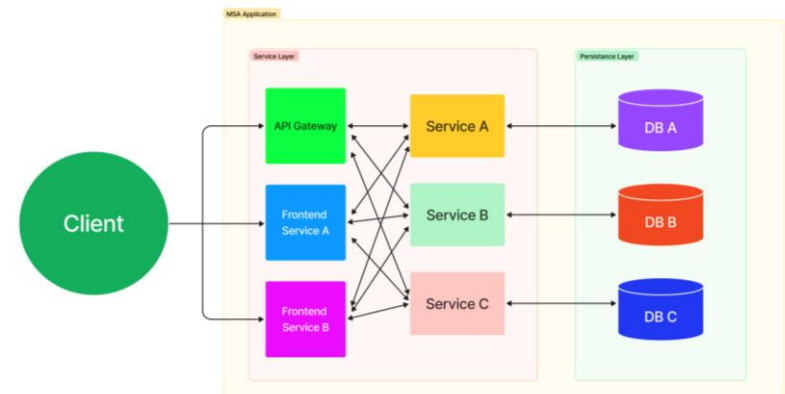 MSA Application
Service Layer
Persistance Layer
API Gateway
Service A
DB A
Client
Frontend
Service A
Service B
DB B
Frontend
Service B
Service C
DB C